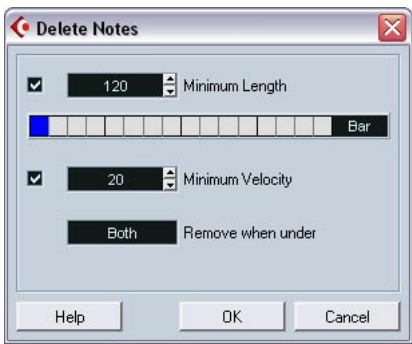 Delete Notes
120 Minimum Length
Bar
20 Minimum Velocity
Both Remove when under
Help OK Cancel